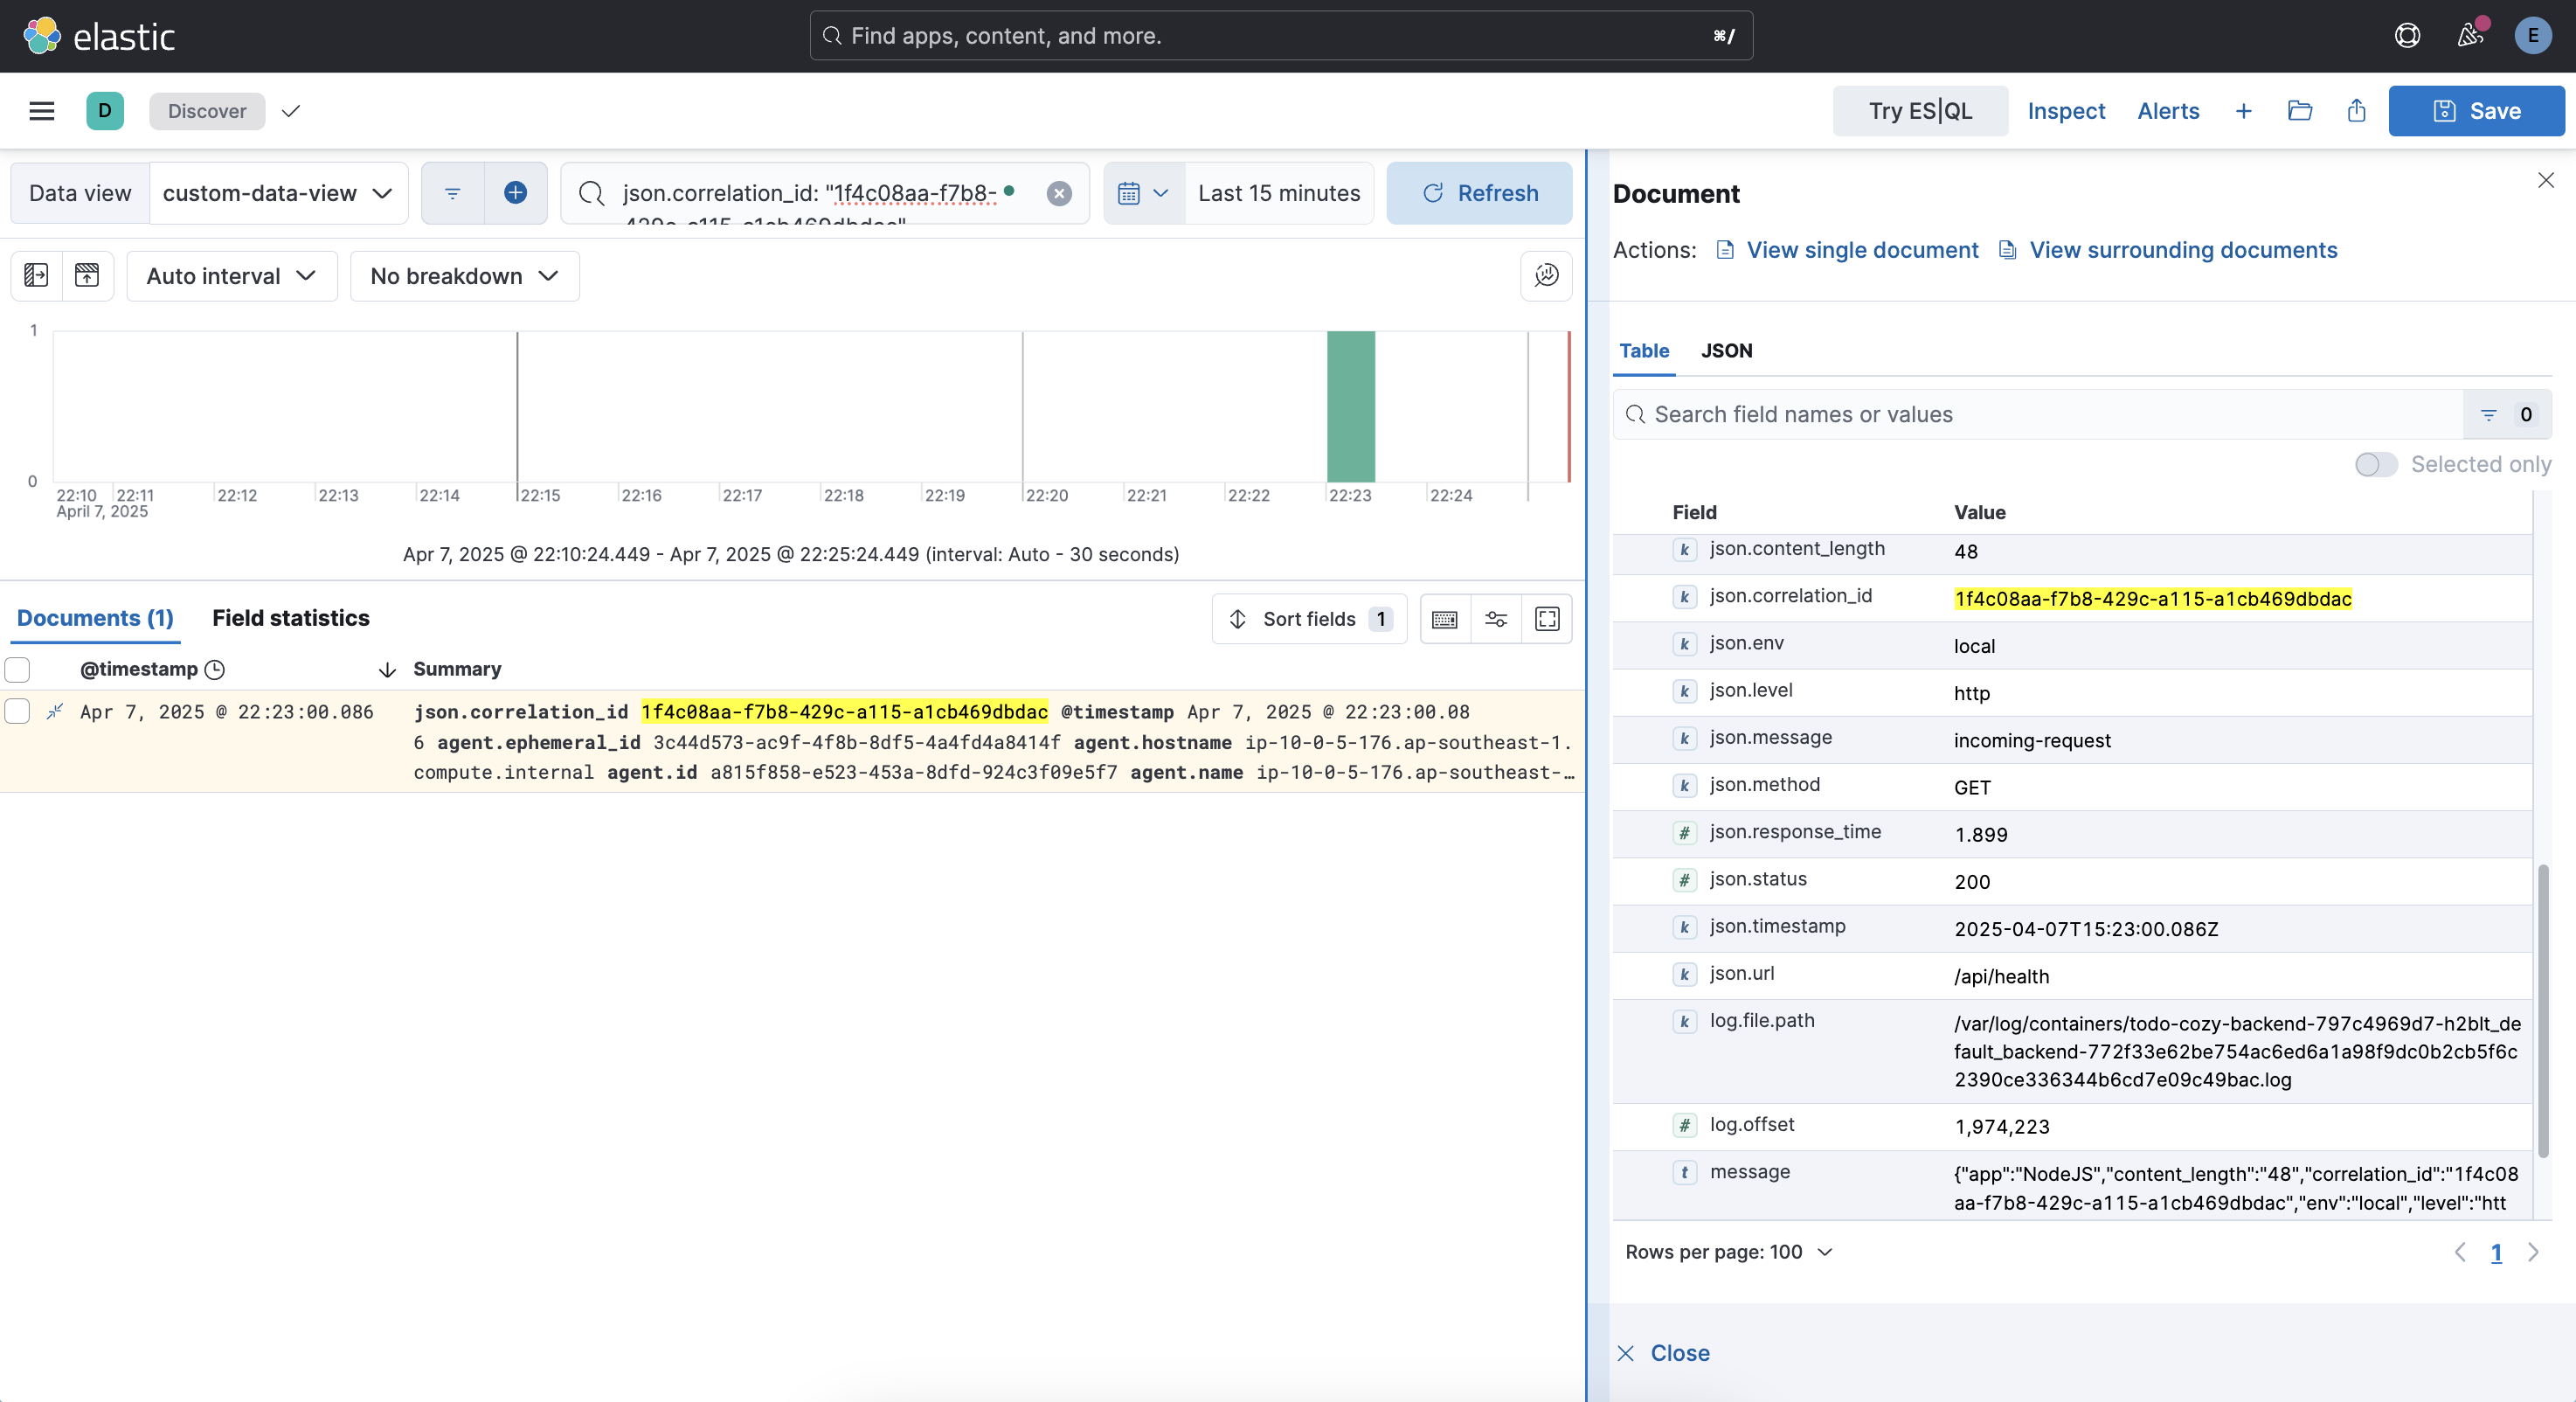 elastic
Find apps, content, and more.
⌘/
E
D
Discover
Try ES|QL
Inspect
Alerts
Save
Data view
custom-data-view
json.correlation_id: "1f4c08aa-f7b8-
429c-a115-a1cb469dbdac"
Last 15 minutes
Refresh
Auto interval
No breakdown
1
0
22:10 22:11 22:12 22:13 22:14 22:15 22:16 22:17 22:18 22:19 22:20 22:21 22:22 22:23 22:24
April 7, 2025
Apr 7, 2025 @ 22:10:24.449 - Apr 7, 2025 @ 22:25:24.449 (interval: Auto - 30 seconds)
Documents (1)
Field statistics
Sort fields 1
@timestamp
Summary
Apr 7, 2025 @ 22:23:00.086
json.correlation_id 1f4c08aa-f7b8-429c-a115-a1cb469dbdac @timestamp Apr 7, 2025 @ 22:23:00.08
6 agent.ephemeral_id 3c44d573-ac9f-4f8b-8df5-4a4fd4a8414f agent.hostname ip-10-0-5-176.ap-southeast-1.
compute.internal agent.id a815f858-e523-453a-8dfd-924c3f09e5f7 agent.name ip-10-0-5-176.ap-southeast-…
Document
Actions: View single document View surrounding documents
Table
JSON
Search field names or values
0
Selected only
Field Value
k json.content_length 48
k json.correlation_id 1f4c08aa-f7b8-429c-a115-a1cb469dbdac
k json.env local
k json.level http
k json.message incoming-request
k json.method GET
# json.response_time 1.899
# json.status 200
k json.timestamp 2025-04-07T15:23:00.086Z
k json.url /api/health
k log.file.path /var/log/containers/todo-cozy-backend-797c4969d7-h2blt_de
fault_backend-772f33e62be754ac6ed6a1a98f9dc0b2cb5f6c
2390ce336344b6cd7e09c49bac.log
# log.offset 1,974,223
t message {"app":"NodeJS","content_length":"48","correlation_id":"1f4c08
aa-f7b8-429c-a115-a1cb469dbdac","env":"local","level":"htt
Rows per page: 100
1
Close